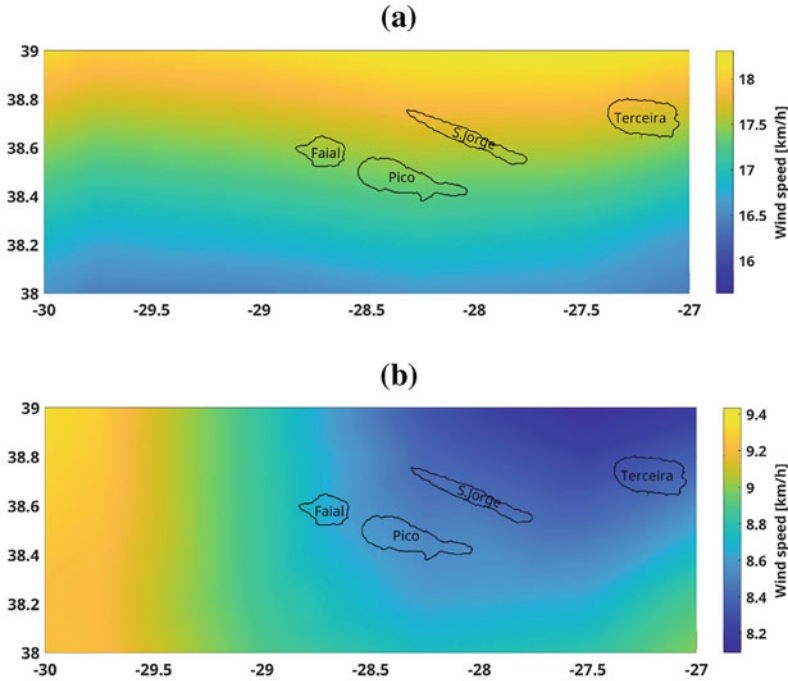 (a)
39
38.8
38.6
38.4
38.2
38
-30 -29.5 -29 -28.5 -28 -27.5 -27
Faial
Pico
S.Jorge
Terceira
18
17.5
17
16.5
16
Wind speed [km/h]
(b)
39
38.8
38.6
38.4
38.2
38
-30 -29.5 -29 -28.5 -28 -27.5 -27
Faial
Pico
S.Jorge
Terceira
9.4
9.2
9
8.8
8.6
8.4
8.2
Wind speed [km/h]